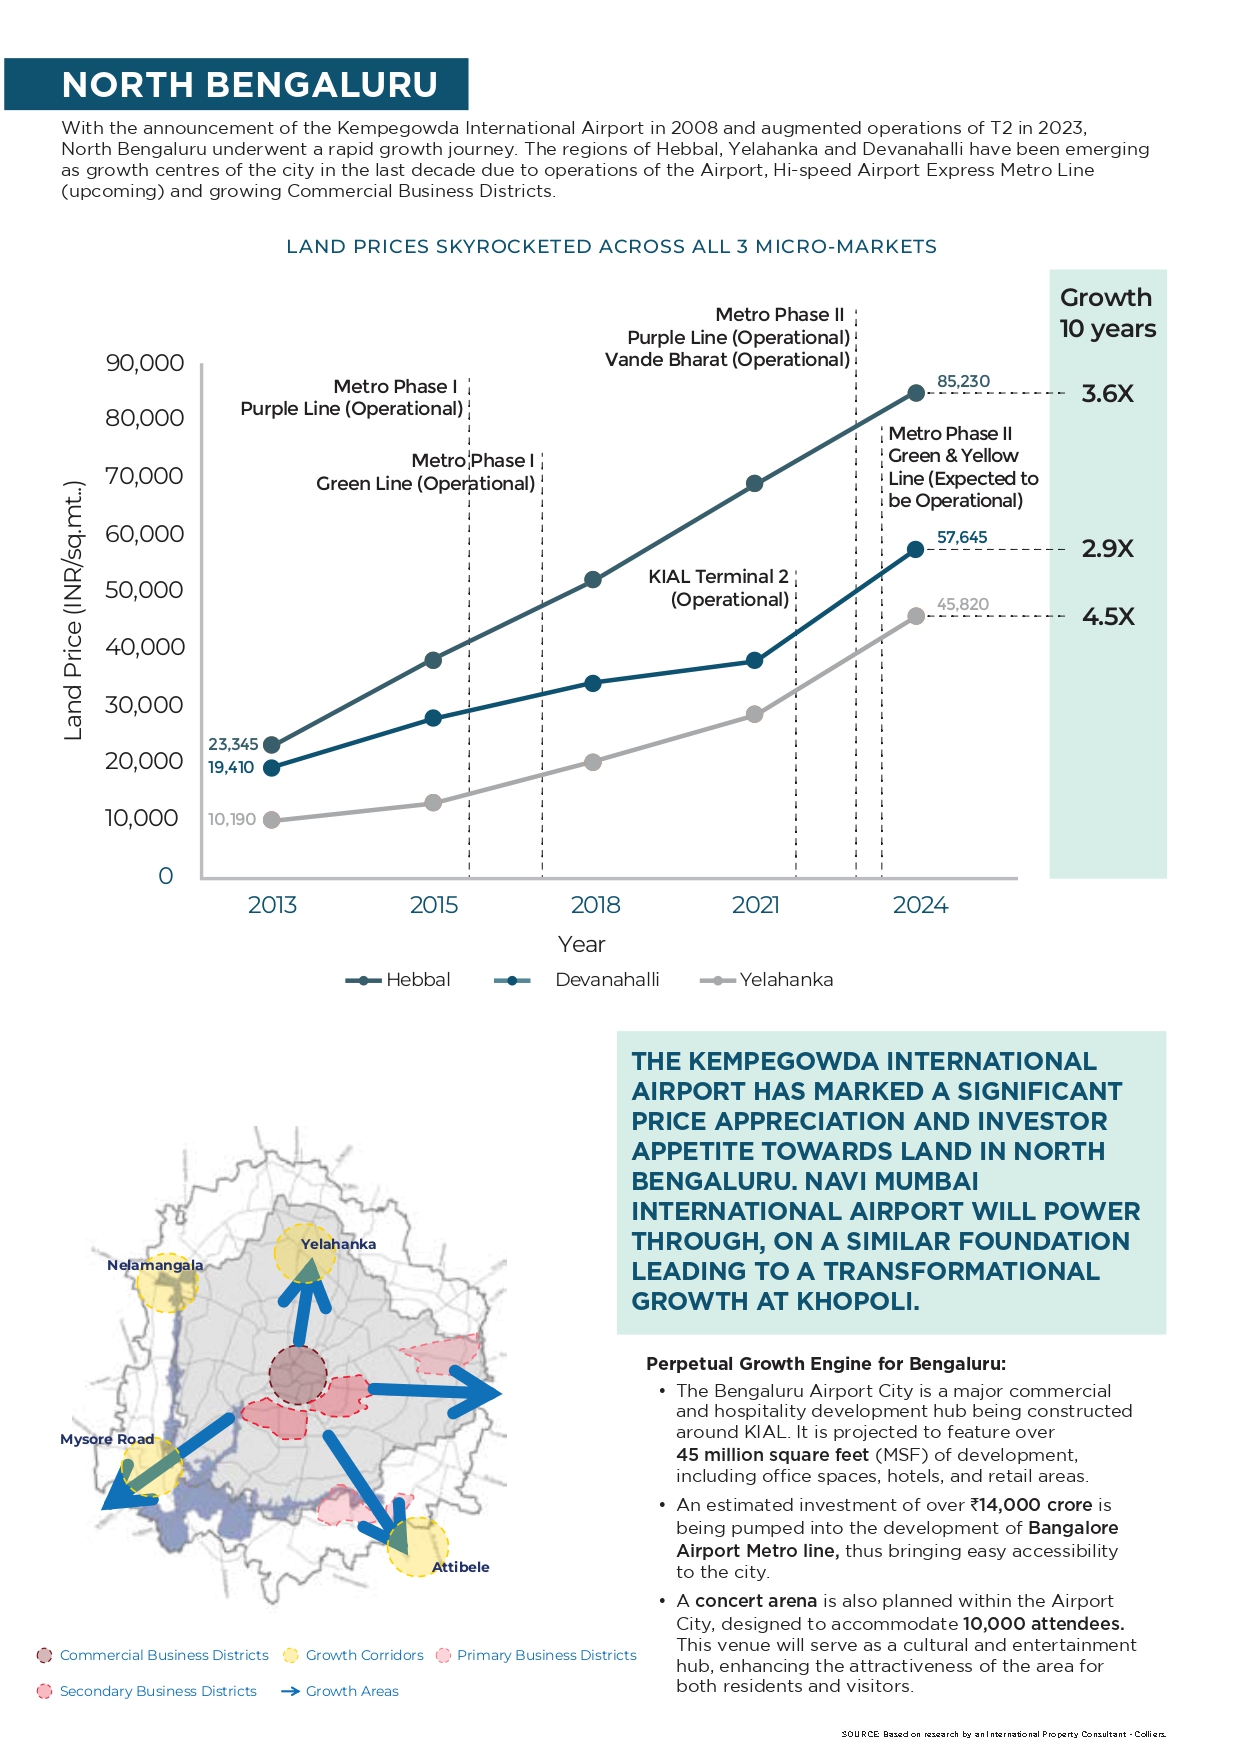 NORTH BENGALURU
With the announcement of the Kempegowda International Airport in 2008 and augmented operations of T2 in 2023,
North Bengaluru underwent a rapid growth journey. The regions of Hebbal, Yelahanka and Devanahalli have been emerging
as growth centres of the city in the last decade due to operations of the Airport, Hi-speed Airport Express Metro Line
(upcoming) and growing Commercial Business Districts.
LAND PRICES SKYROCKETED ACROSS ALL 3 MICRO-MARKETS
Growth
10 years
3.6X
2.9X
4.5X
Land Price (INR/sq.mt..)
90,000
80,000
70,000
60,000
50,000
40,000
30,000
20,000
10,000
0
Metro Phase I
Purple Line (Operational)
Metro Phase I
Green Line (Operational)
Metro Phase II
Purple Line (Operational)
Vande Bharat (Operational)
Metro Phase II
Green & Yellow
Line (Expected to
be Operational)
KIAL Terminal 2
(Operational)
85,230
57,645
45,820
23,345
19,410
10,190
2013
2015
2018
2021
2024
Year
Hebbal
Devanahalli
Yelahanka
THE KEMPEGOWDA INTERNATIONAL
AIRPORT HAS MARKED A SIGNIFICANT
PRICE APPRECIATION AND INVESTOR
APPETITE TOWARDS LAND IN NORTH
BENGALURU. NAVI MUMBAI
INTERNATIONAL AIRPORT WILL POWER
THROUGH, ON A SIMILAR FOUNDATION
LEADING TO A TRANSFORMATIONAL
GROWTH AT KHOPOLI.
Yelahanka
Nelamangala
Mysore Road
Attibele
Commercial Business Districts
Growth Corridors
Primary Business Districts
Secondary Business Districts
Growth Areas
Perpetual Growth Engine for Bengaluru:
• The Bengaluru Airport City is a major commercial
and hospitality development hub being constructed
around KIAL. It is projected to feature over
45 million square feet (MSF) of development,
including office spaces, hotels, and retail areas.
• An estimated investment of over ₹14,000 crore is
being pumped into the development of Bangalore
Airport Metro line, thus bringing easy accessibility
to the city.
• A concert arena is also planned within the Airport
City, designed to accommodate 10,000 attendees.
This venue will serve as a cultural and entertainment
hub, enhancing the attractiveness of the area for
both residents and visitors.
SOURCE: Based on research by an International Property Consultant - Colliers.